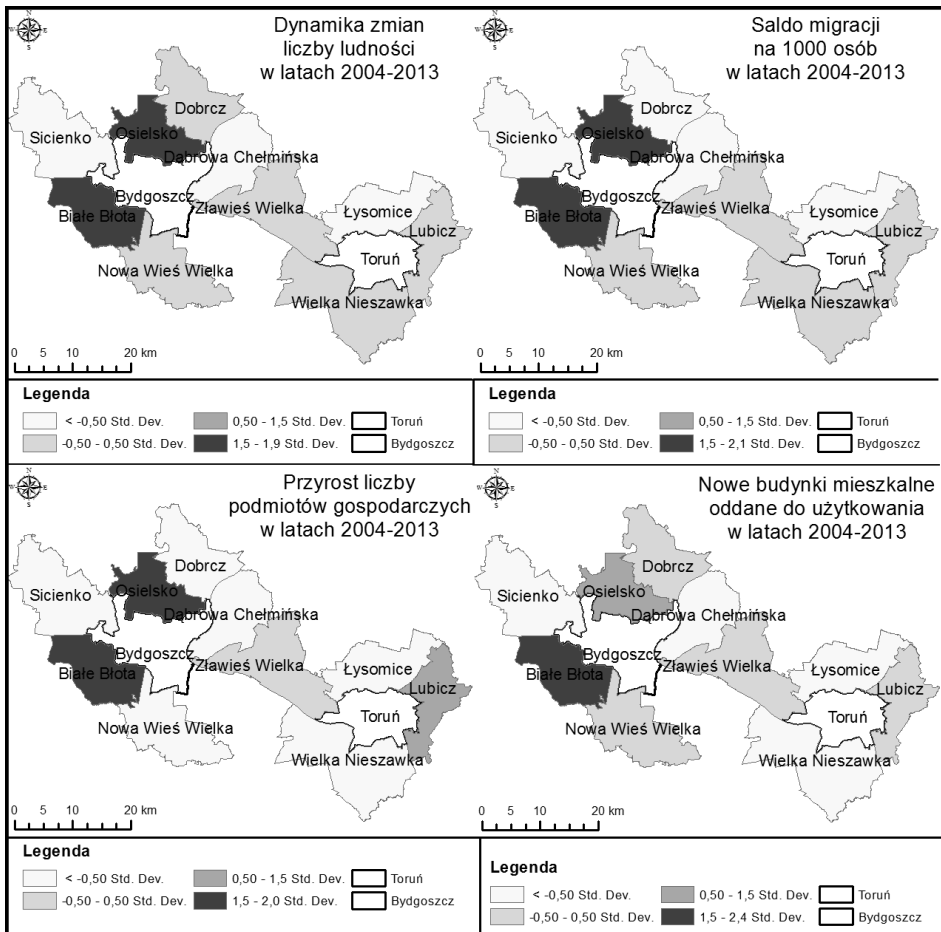 N
W
E
S
Dynamika zmian
liczby ludności
w latach 2004-2013
Dobrcz
Sicienko
Osielsko
Dąbrowa Chełmińska
Bydgoszcz
Białe Błota
Zławieś Wielka
Łysomice
Lubicz
Toruń
Nowa Wieś Wielka
Wielka Nieszawka
0 5 10 20 km
Legenda
< -0,50 Std. Dev. 0,50 - 1,5 Std. Dev. Toruń
-0,50 - 0,50 Std. Dev. 1,5 - 1,9 Std. Dev. Bydgoszcz
N
W
E
S
Saldo migracji
na 1000 osób
w latach 2004-2013
Dobrcz
Sicienko
Osielsko
Dąbrowa Chełmińska
Bydgoszcz
Białe Błota
Zławieś Wielka
Łysomice
Lubicz
Toruń
Nowa Wieś Wielka
Wielka Nieszawka
0 5 10 20 km
Legenda
< -0,50 Std. Dev. 0,50 - 1,5 Std. Dev. Toruń
-0,50 - 0,50 Std. Dev. 1,5 - 2,1 Std. Dev. Bydgoszcz
N
W
E
S
Przyrost liczby
podmiotów gospodarczych
w latach 2004-2013
Dobrcz
Sicienko
Osielsko
Dąbrowa Chełmińska
Bydgoszcz
Białe Błota
Zławieś Wielka
Łysomice
Lubicz
Toruń
Nowa Wieś Wielka
Wielka Nieszawka
0 5 10 20 km
Legenda
< -0,50 Std. Dev. 0,50 - 1,5 Std. Dev. Toruń
-0,50 - 0,50 Std. Dev. 1,5 - 2,0 Std. Dev. Bydgoszcz
N
W
E
S
Nowe budynki mieszkalne
oddane do użytkowania
w latach 2004-2013
Dobrcz
Sicienko
Osielsko
Dąbrowa Chełmińska
Bydgoszcz
Białe Błota
Zławieś Wielka
Łysomice
Lubicz
Toruń
Nowa Wieś Wielka
Wielka Nieszawka
0 5 10 20 km
Legenda
< -0,50 Std. Dev. 0,50 - 1,5 Std. Dev. Toruń
-0,50 - 0,50 Std. Dev. 1,5 - 2,4 Std. Dev. Bydgoszcz